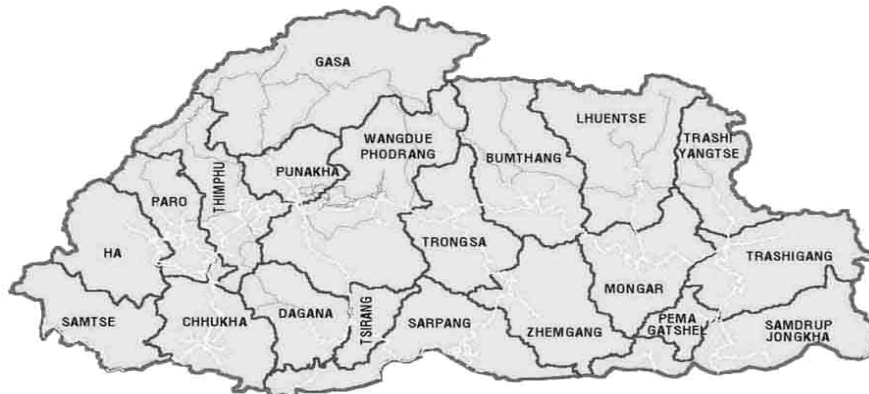 GASA
LHUENTSE
WANGDUE
PHODRANG
TRASHI
YANGTSE
BUMTHANG
PUNAKHA
THIMPHU
PARO
TRONGSA
HA
TRASHIGANG
MONGAR
DAGANA
TSIRANG
PEMA
GATSHEL
SAMTSE
CHHUKHA
SARPANG
ZHEMGANG
SAMDRUP
JONGKHA